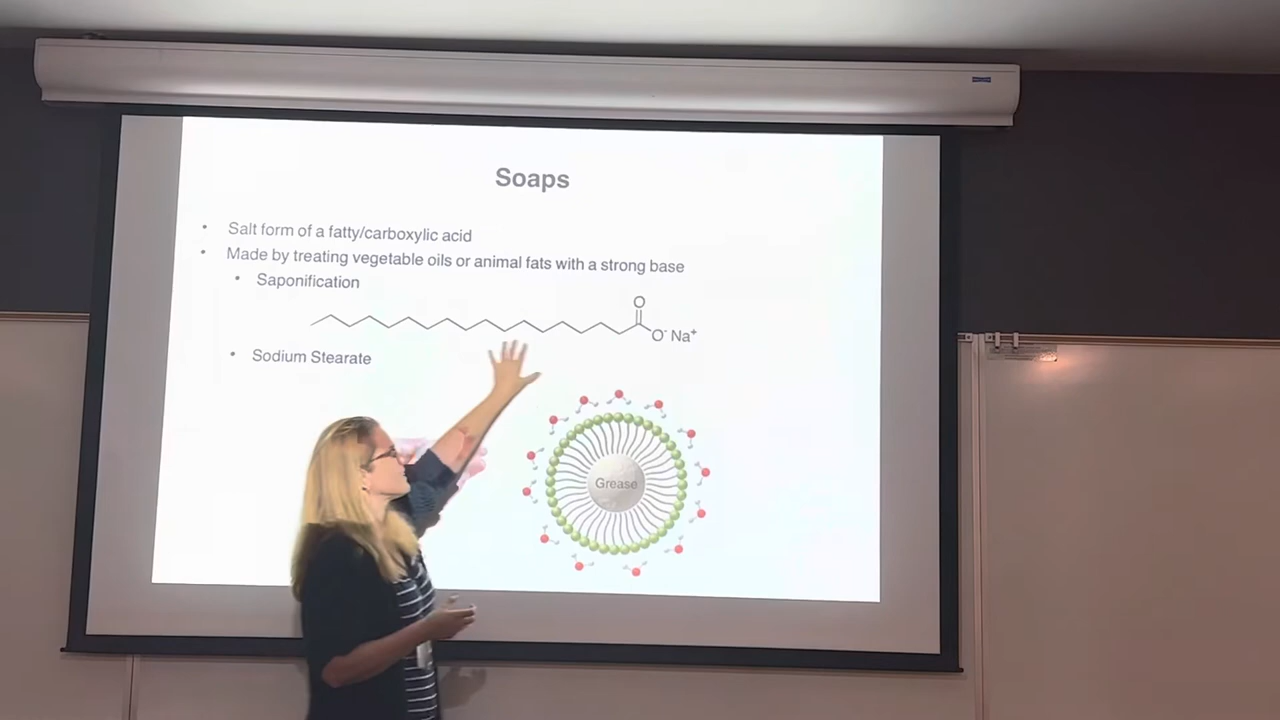 Soaps
• Salt form of a fatty/carboxylic acid
• Made by treating vegetable oils or animal fats with a strong base
• Saponification
O
O⁻ Na⁺
• Sodium Stearate
Grease